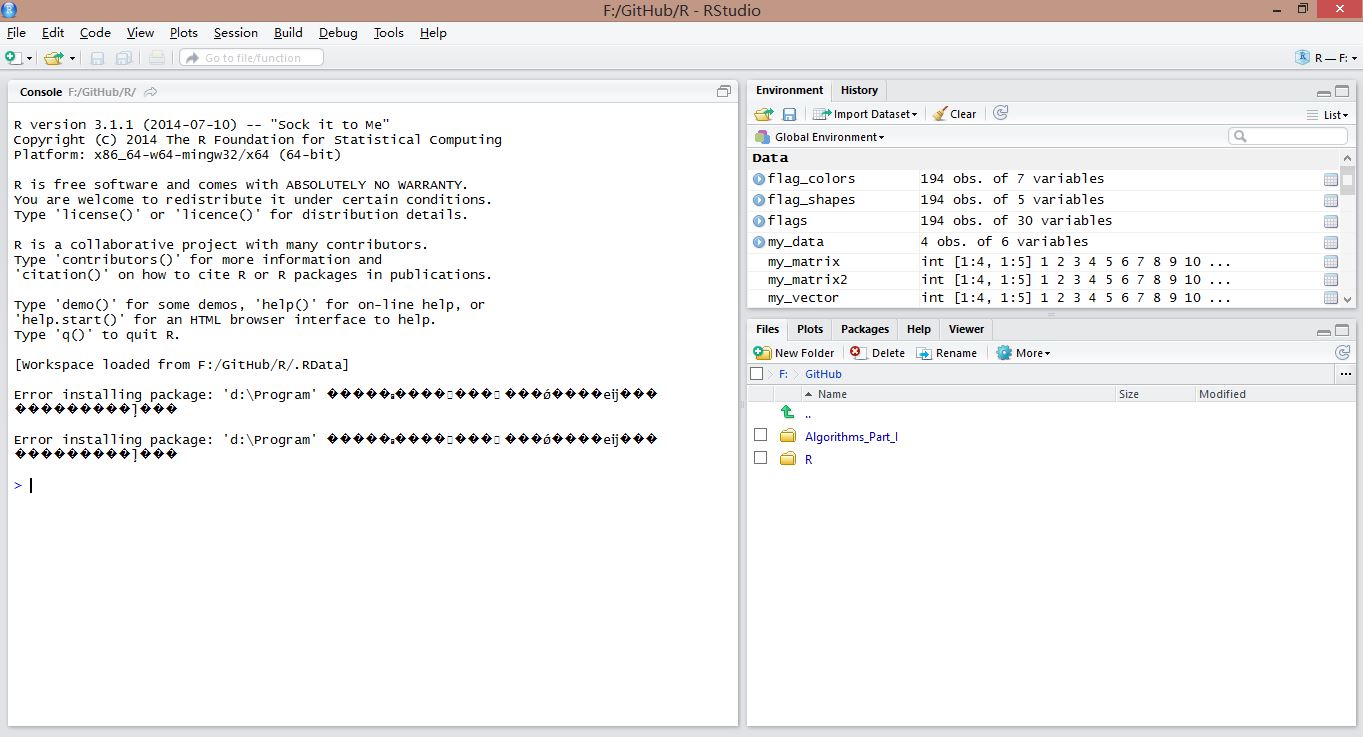 F:/GitHub/R - RStudio
File Edit Code View Plots Session Build Debug Tools Help
Go to file/function
R — F:
Console F:/GitHub/R/
R version 3.1.1 (2014-07-10) -- "Sock it to Me"
Copyright (C) 2014 The R Foundation for Statistical Computing
Platform: x86_64-w64-mingw32/x64 (64-bit)
R is free software and comes with ABSOLUTELY NO WARRANTY.
You are welcome to redistribute it under certain conditions.
Type 'license()' or 'licence()' for distribution details.
R is a collaborative project with many contributors.
Type 'contributors()' for more information and
'citation()' on how to cite R or R packages in publications.
Type 'demo()' for some demos, 'help()' for on-line help, or
'help.start()' for an HTML browser interface to help.
Type 'q()' to quit R.
[Workspace loaded from F:/GitHub/R/.RData]
Error installing package: 'd:\Program'
Error installing package: 'd:\Program'
>
Environment History
Import Dataset Clear List
Global Environment
Data
flag_colors 194 obs. of 7 variables
flag_shapes 194 obs. of 5 variables
flags 194 obs. of 30 variables
my_data 4 obs. of 6 variables
my_matrix int [1:4, 1:5] 1 2 3 4 5 6 7 8 9 10 ...
my_matrix2 int [1:4, 1:5] 1 2 3 4 5 6 7 8 9 10 ...
my_vector int [1:4, 1:5] 1 2 3 4 5 6 7 8 9 10 ...
Files Plots Packages Help Viewer
New Folder Delete Rename More
F: GitHub ...
Name Size Modified
..
Algorithms_Part_I
R